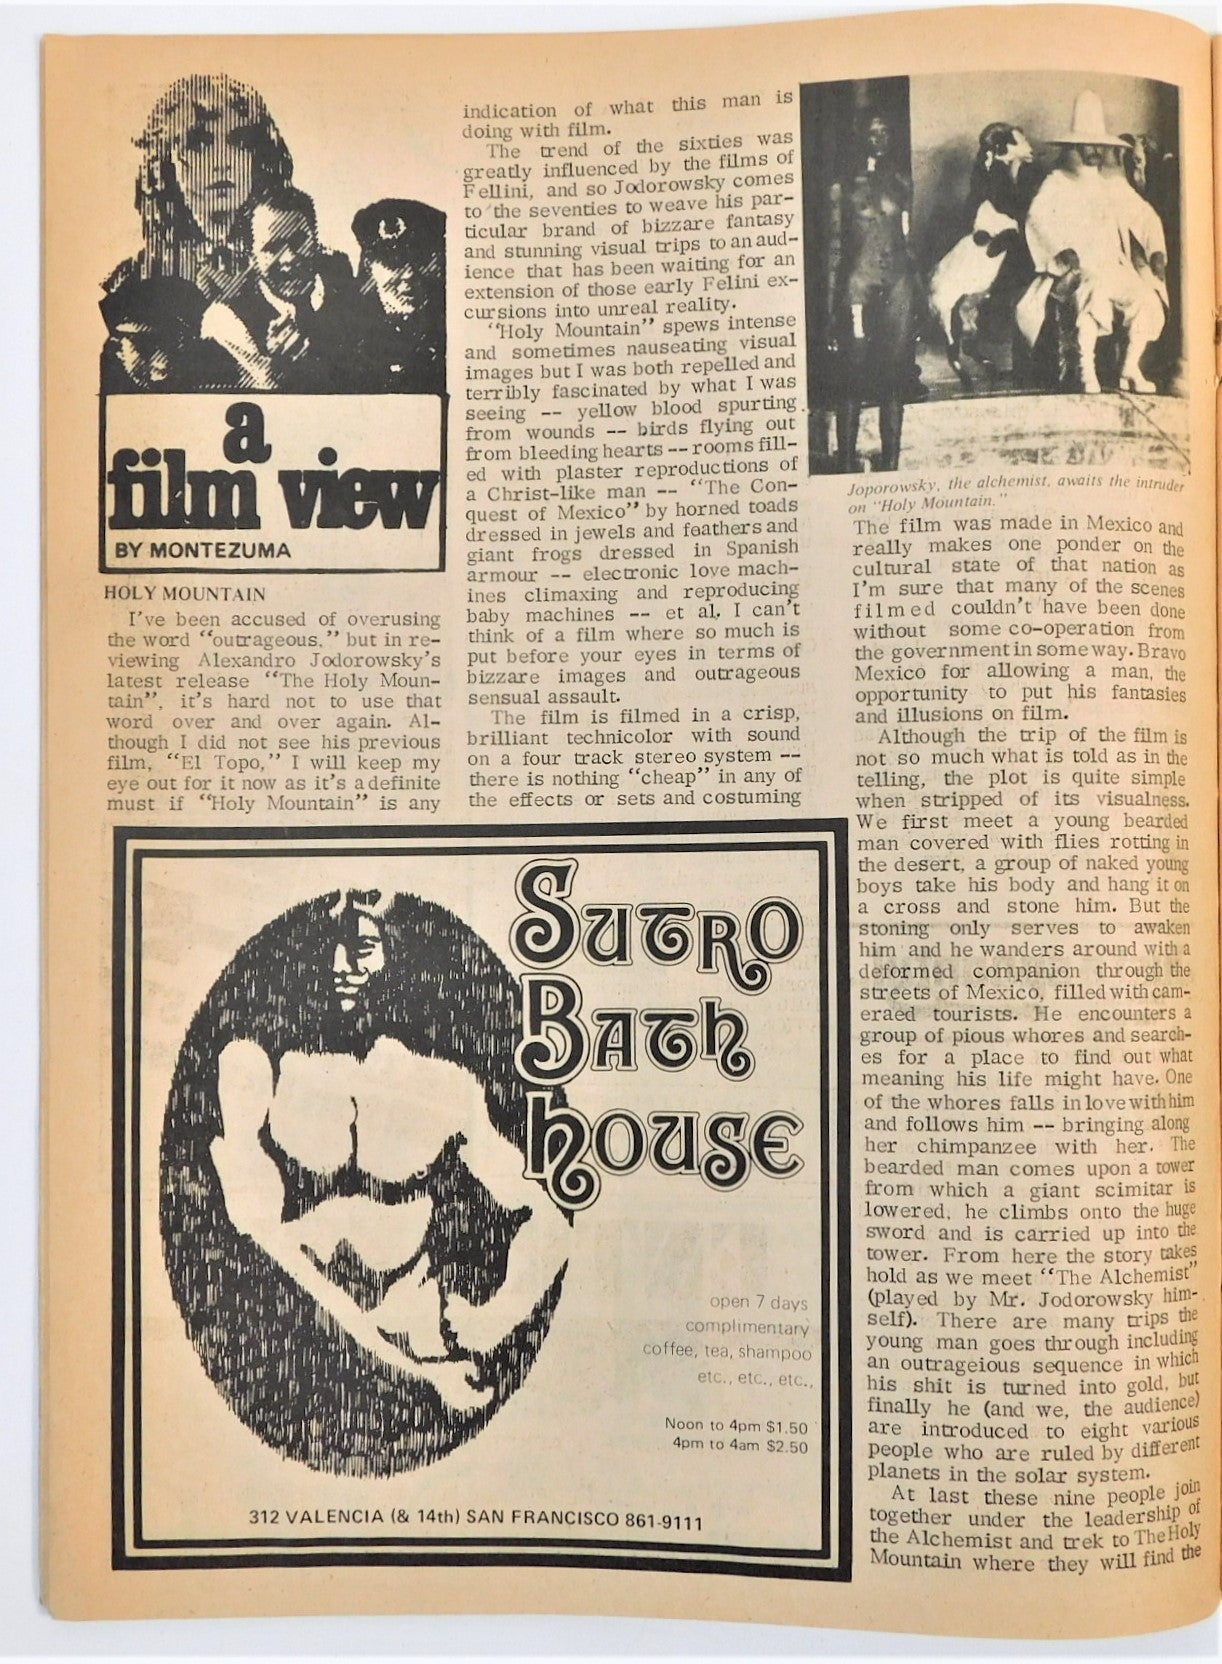 a
film view
BY MONTEZUMA
HOLY MOUNTAIN
I've been accused of overusing
the word "outrageous," but in re-
viewing Alexandro Jodorowsky's
latest release "The Holy Moun-
tain", it's hard not to use that
word over and over again. Al-
though I did not see his previous
film, "El Topo," I will keep my
eye out for it now as it's a definite
must if "Holy Mountain" is any
indication of what this man is
doing with film.
The trend of the sixties was
greatly influenced by the films of
Fellini, and so Jodorowsky comes
to the seventies to weave his par-
ticular brand of bizzare fantasy
and stunning visual trips to an aud-
ience that has been waiting for an
extension of those early Felini ex-
cursions into unreal reality.
"Holy Mountain" spews intense
and sometimes nauseating visual
images but I was both repelled and
terribly fascinated by what I was
seeing -- yellow blood spurting
from wounds -- birds flying out
from bleeding hearts -- rooms fill-
ed with plaster reproductions of
a Christ-like man -- "The Con-
quest of Mexico" by horned toads
dressed in jewels and feathers and
giant frogs dressed in Spanish
armour -- electronic love mach-
ines climaxing and reproducing
baby machines -- et al. I can't
think of a film where so much is
put before your eyes in terms of
bizzare images and outrageous
sensual assault.
The film is filmed in a crisp,
brilliant technicolor with sound
on a four track stereo system --
there is nothing "cheap" in any of
the effects or sets and costuming
Joporowsky, the alchemist, awaits the intruder
on "Holy Mountain."
The film was made in Mexico and
really makes one ponder on the
cultural state of that nation as
I'm sure that many of the scenes
filmed couldn't have been done
without some co-operation from
the government in some way. Bravo
Mexico for allowing a man, the
opportunity to put his fantasies
and illusions on film.
Although the trip of the film is
not so much what is told as in the
telling, the plot is quite simple
when stripped of its visualness.
We first meet a young bearded
man covered with flies rotting in
the desert, a group of naked young
boys take his body and hang it on
a cross and stone him. But the
stoning only serves to awaken
him and he wanders around with a
deformed companion through the
streets of Mexico, filled with cam-
eraed tourists. He encounters a
group of pious whores and search-
es for a place to find out what
meaning his life might have. One
of the whores falls in love with him
and follows him -- bringing along
her chimpanzee with her. The
bearded man comes upon a tower
from which a giant scimitar is
lowered, he climbs onto the huge
sword and is carried up into the
tower. From here the story takes
hold as we meet "The Alchemist"
(played by Mr. Jodorowsky him-
self). There are many trips the
young man goes through including
an outrageious sequence in which
his shit is turned into gold, but
finally he (and we, the audience)
are introduced to eight various
people who are ruled by different
planets in the solar system.
At last these nine people join
together under the leadership of
the Alchemist and trek to The Holy
Mountain where they will find the
SUTRO
BATH
HOUSE
open 7 days
complimentary
coffee, tea, shampoo
etc., etc., etc.,
Noon to 4pm $1.50
4pm to 4am $2.50
312 VALENCIA (& 14th) SAN FRANCISCO 861-9111